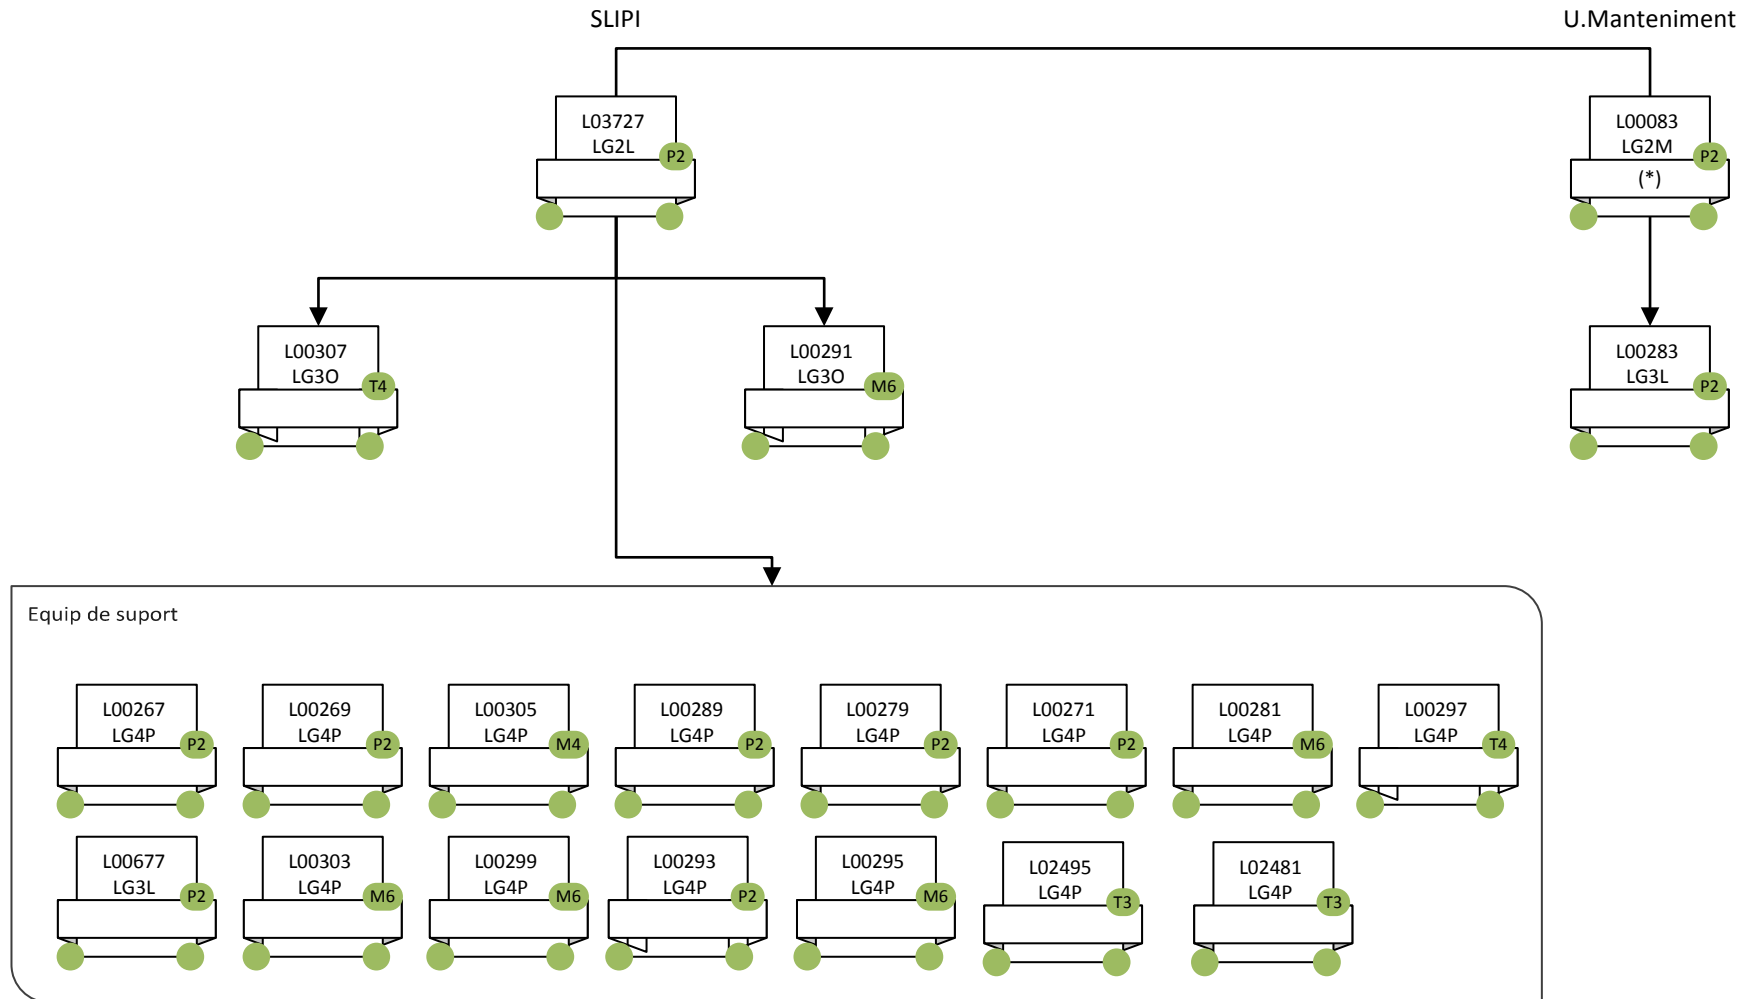 SLIPI
U.Manteniment
L03727
LG2L
P2
L00083
LG2M
P2
(*)
L00307
LG3O
T4
L00291
LG3O
M6
L00283
LG3L
P2
Equip de suport
L00267
LG4P
P2
L00269
LG4P
P2
L00305
LG4P
M4
L00289
LG4P
P2
L00279
LG4P
P2
L00271
LG4P
P2
L00281
LG4P
M6
L00297
LG4P
T4
L00677
LG3L
P2
L00303
LG4P
M6
L00299
LG4P
M6
L00293
LG4P
P2
L00295
LG4P
M6
L02495
LG4P
T3
L02481
LG4P
T3